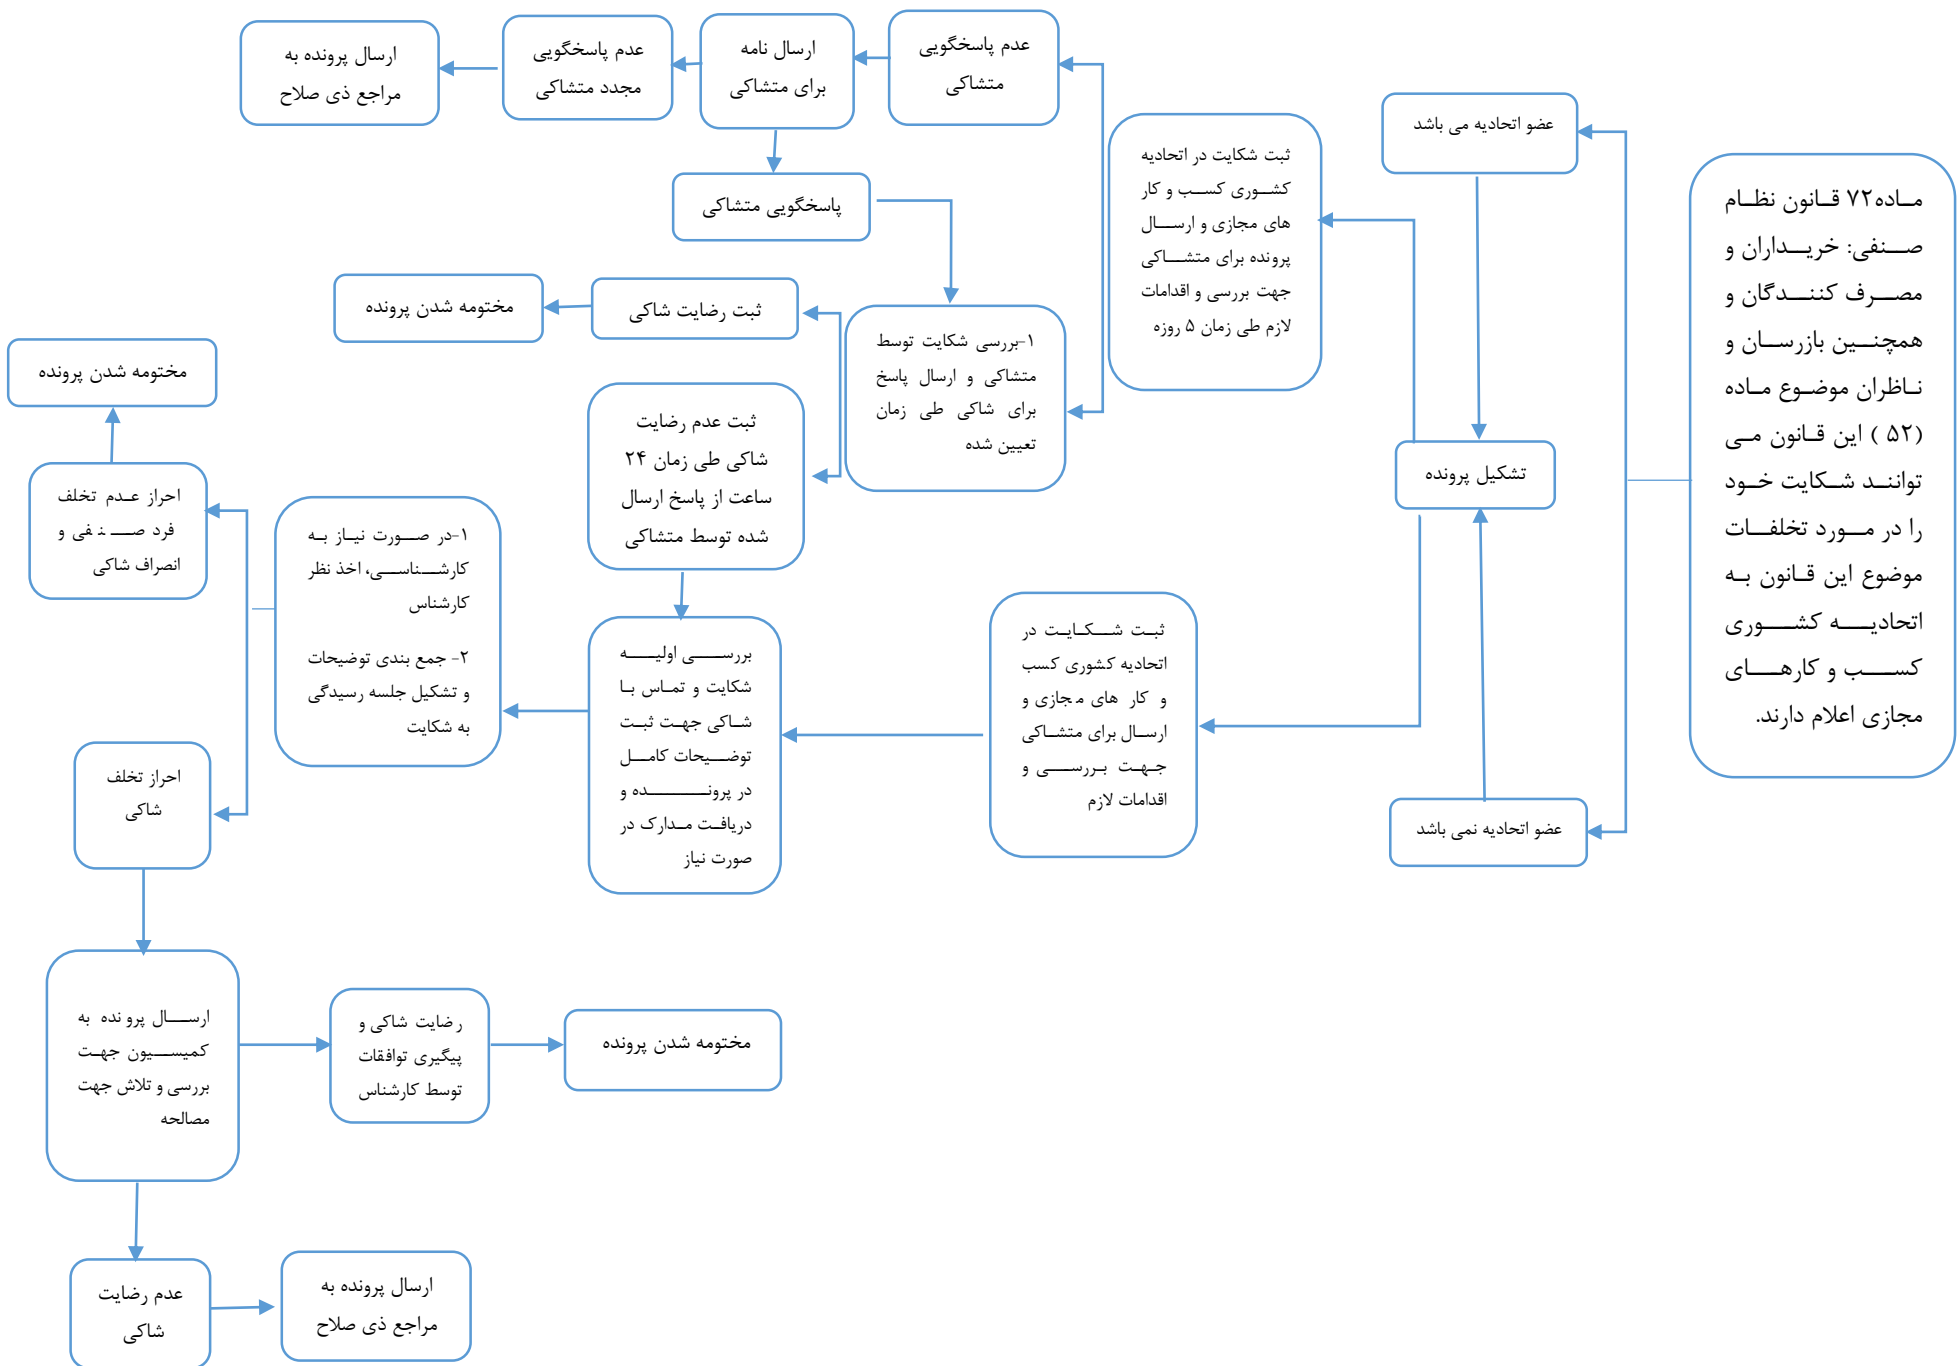 ماده۷۲ قانون نظام
صنفی: خریداران و
مصرف کنندگان و
همچنین بازرسان و
ناظران موضوع ماده
(۵۲ ) این قانون می
توانند شکایت خود
را در مورد تخلفات
موضوع این قانون به
اتحادیه کشوری
کسب و کارهای
مجازی اعلام دارند.
عضو اتحادیه می باشد
عضو اتحادیه نمی باشد
تشکیل پرونده
ثبت شکایت در اتحادیه
کشوری کسب و کار
های مجازی و ارسال
پرونده برای متشاکی
جهت بررسی و اقدامات
لازم طی زمان ۵ روزه
عدم پاسخگویی
متشاکی
ارسال نامه
برای متشاکی
عدم پاسخگویی
مجدد متشاکی
ارسال پرونده به
مراجع ذی صلاح
پاسخگویی متشاکی
۱-بررسی شکایت توسط
متشاکی و ارسال پاسخ
برای شاکی طی زمان
تعیین شده
ثبت رضایت شاکی
مختومه شدن پرونده
ثبت عدم رضایت
شاکی طی زمان ۲۴
ساعت از پاسخ ارسال
شده توسط متشاکی
ثبت شکایت در
اتحادیه کشوری کسب
و کار های مجازی و
ارسال برای متشاکی
جهت بررسی و
اقدامات لازم
بررسی اولیه
شکایت و تماس با
شاکی جهت ثبت
توضیحات کامل
در پرونده و
دریافت مدارک در
صورت نیاز
۱-در صورت نیاز به
کارشناسی، اخذ نظر
کارشناس
۲- جمع بندی توضیحات
و تشکیل جلسه رسیدگی
به شکایت
احراز عدم تخلف
فرد صنفی و
انصراف شاکی
مختومه شدن پرونده
احراز تخلف
شاکی
ارسال پرونده به
کمیسیون جهت
بررسی و تلاش جهت
مصالحه
رضایت شاکی و
پیگیری توافقات
توسط کارشناس
مختومه شدن پرونده
عدم رضایت
شاکی
ارسال پرونده به
مراجع ذی صلاح